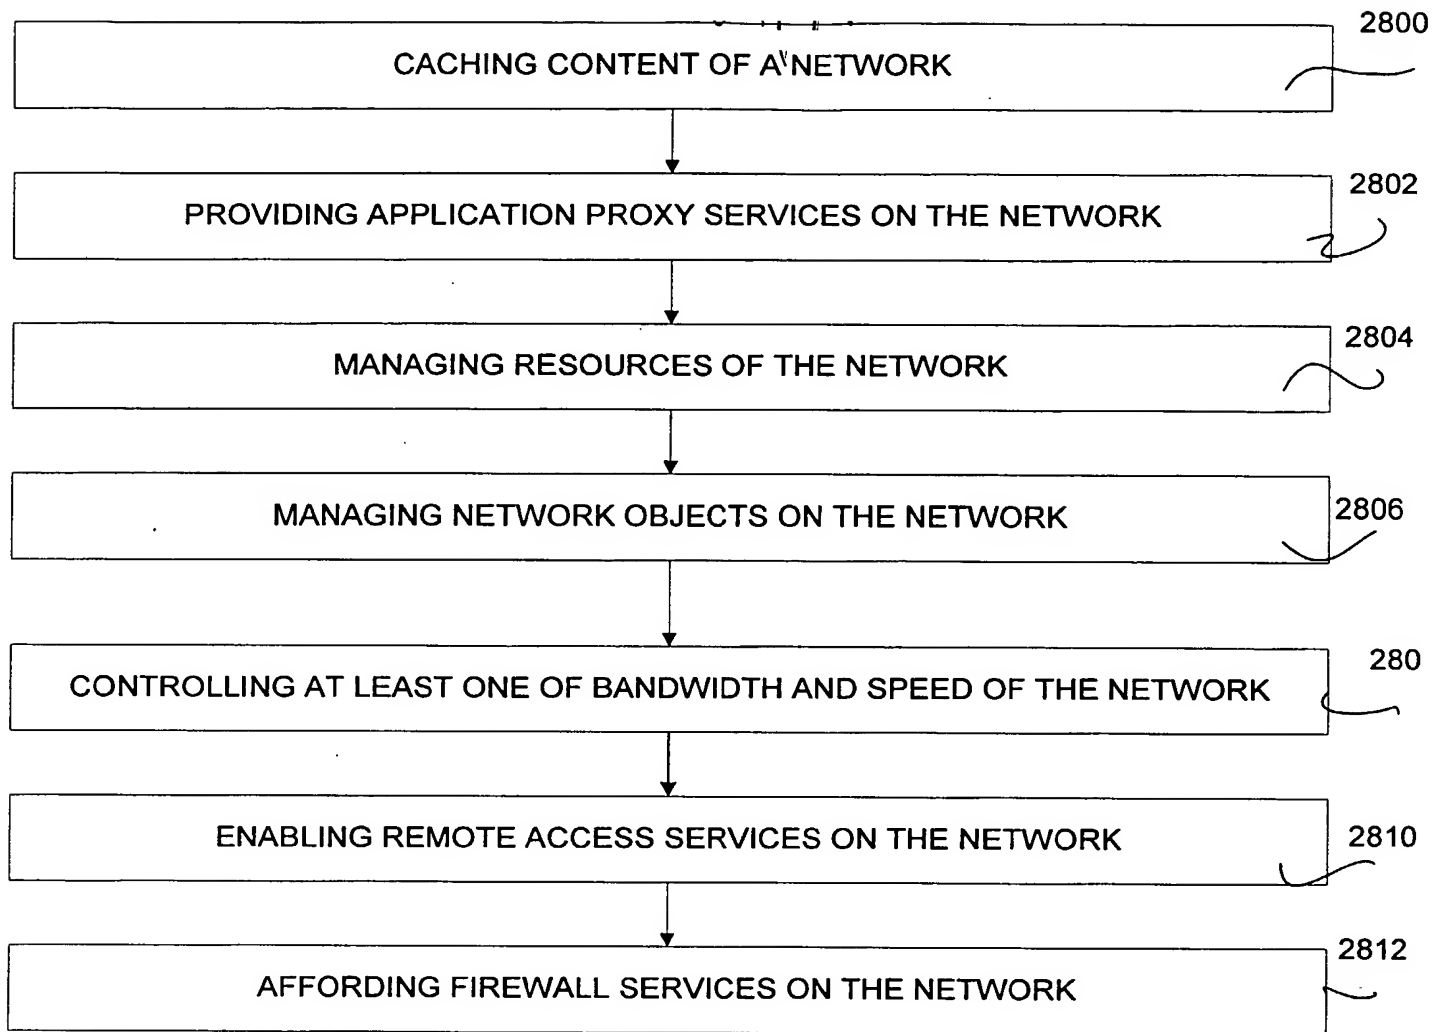 2800
CACHING CONTENT OF A NETWORK
2802
PROVIDING APPLICATION PROXY SERVICES ON THE NETWORK
2804
MANAGING RESOURCES OF THE NETWORK
2806
MANAGING NETWORK OBJECTS ON THE NETWORK
280
CONTROLLING AT LEAST ONE OF BANDWIDTH AND SPEED OF THE NETWORK
2810
ENABLING REMOTE ACCESS SERVICES ON THE NETWORK
2812
AFFORDING FIREWALL SERVICES ON THE NETWORK